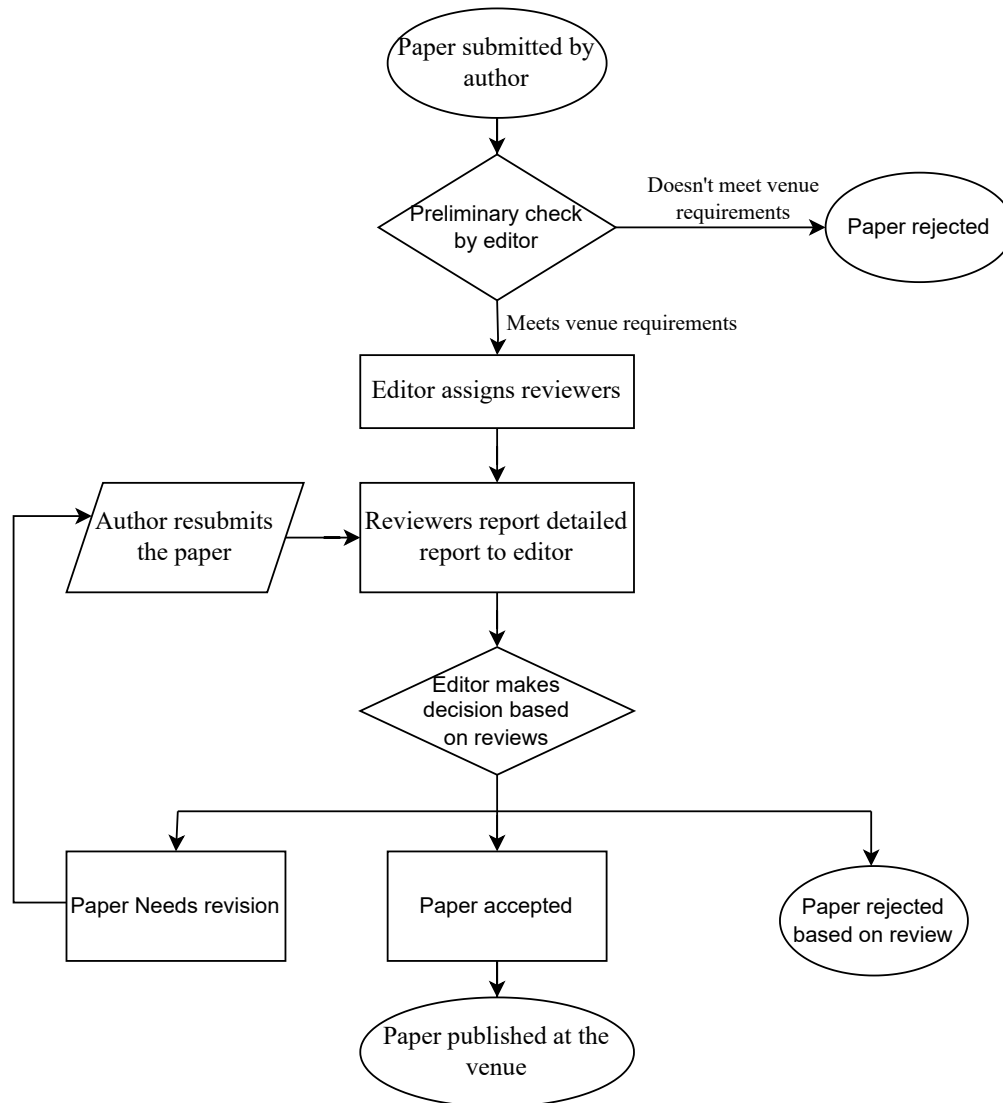 Paper submitted by
author
Preliminary check
by editor
Doesn't meet venue
requirements
Paper rejected
Meets venue requirements
Editor assigns reviewers
Author resubmits
the paper
Reviewers report detailed
report to editor
Editor makes
decision based
on reviews
Paper Needs revision
Paper accepted
Paper rejected
based on review
Paper published at the
venue